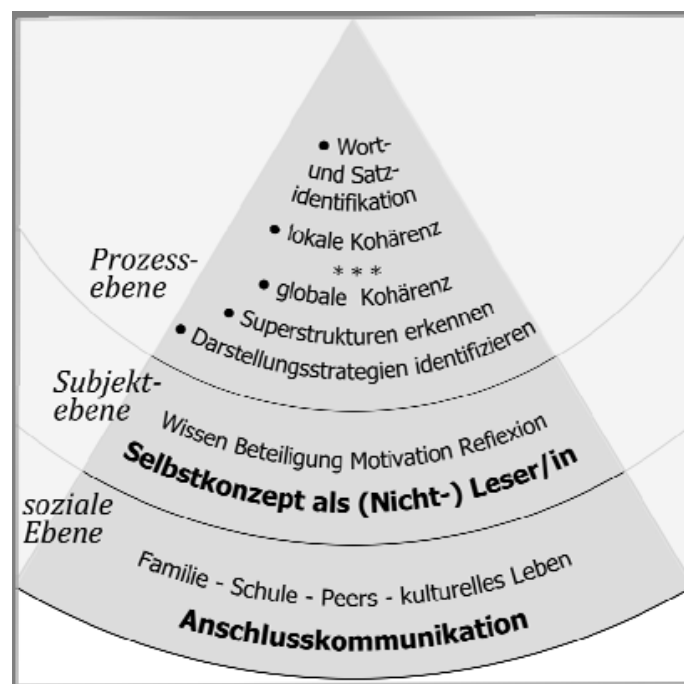 • Wort-
und Satz-
identifikation
• lokale Kohärenz
* * *
Prozess-
ebene
• globale Kohärenz
• Superstrukturen erkennen
• Darstellungsstrategien identifizieren
Subjekt-
ebene
Wissen Beteiligung Motivation Reflexion
Selbstkonzept als (Nicht-) Leser/in
soziale
Ebene
Familie - Schule - Peers - kulturelles Leben
Anschlusskommunikation